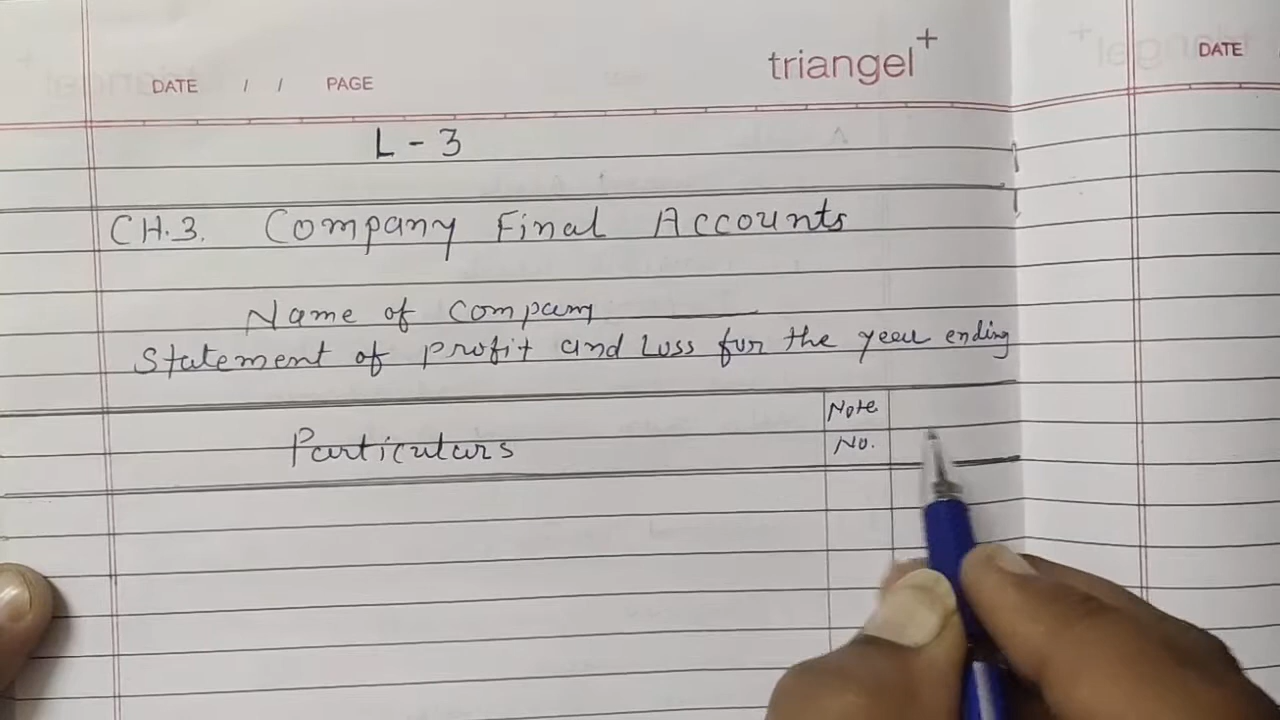 triangel+
DATE / / PAGE
DATE
L - 3
CH.3. Company Final Accounts
Name of Company
Statement of Profit and Loss for the year ending
Particulars
Note
No.